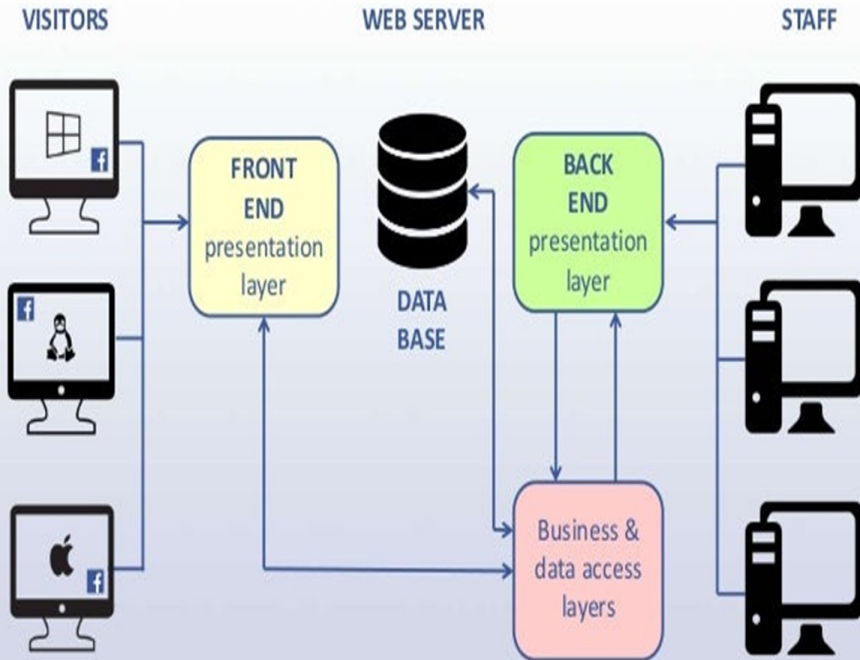 VISITORS
WEB SERVER
STAFF
FRONT
END
presentation
layer
DATA
BASE
BACK
END
presentation
layer
Business &
data access
layers